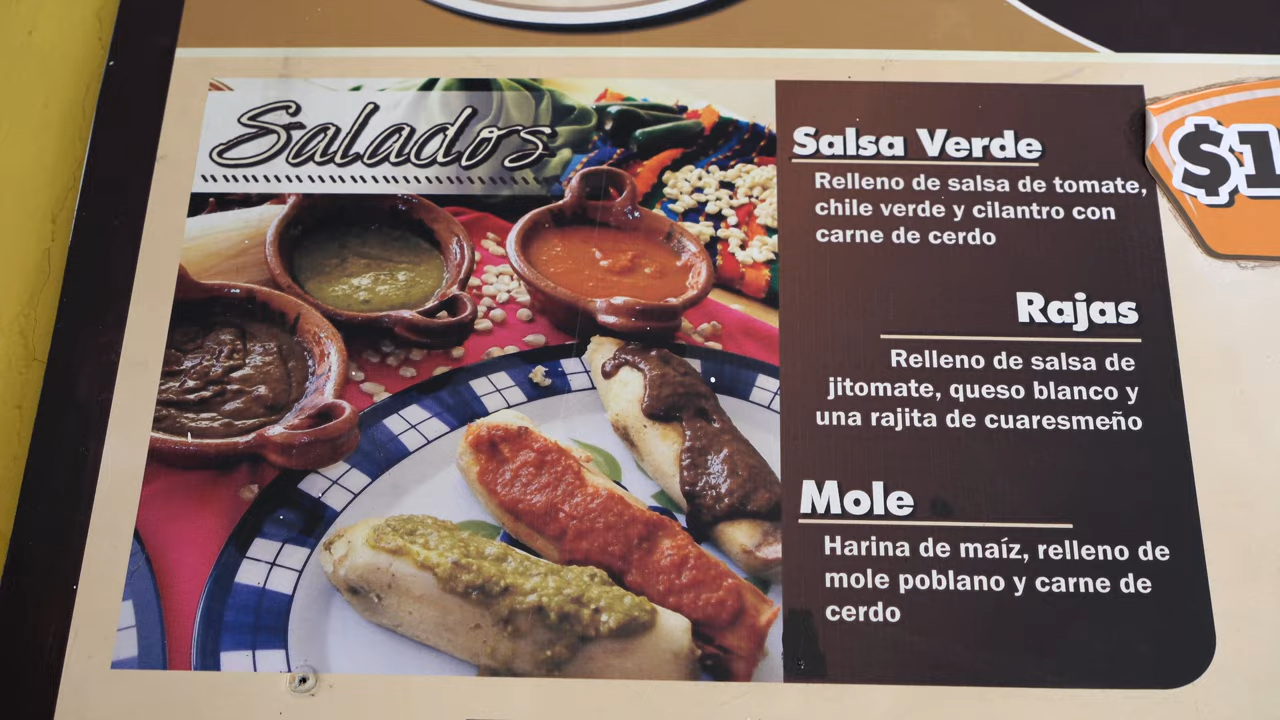 Salados
Salsa Verde
Relleno de salsa de tomate,
chile verde y cilantro con
carne de cerdo
Rajas
Relleno de salsa de
jitomate, queso blanco y
una rajita de cuaresmeño
Mole
Harina de maíz, relleno de
mole poblano y carne de
cerdo
$1